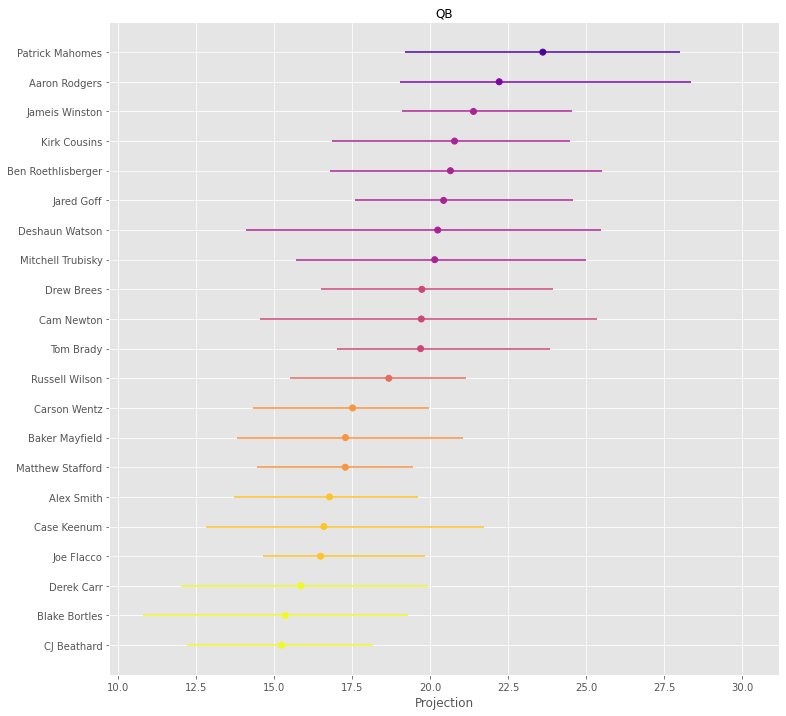 QB
Patrick Mahomes
Aaron Rodgers
Jameis Winston
Kirk Cousins
Ben Roethlisberger
Jared Goff
Deshaun Watson
Mitchell Trubisky
Drew Brees
Cam Newton
Tom Brady
Russell Wilson
Carson Wentz
Baker Mayfield
Matthew Stafford
Alex Smith
Case Keenum
Joe Flacco
Derek Carr
Blake Bortles
CJ Beathard
10.0 12.5 15.0 17.5 20.0 22.5 25.0 27.5 30.0
Projection